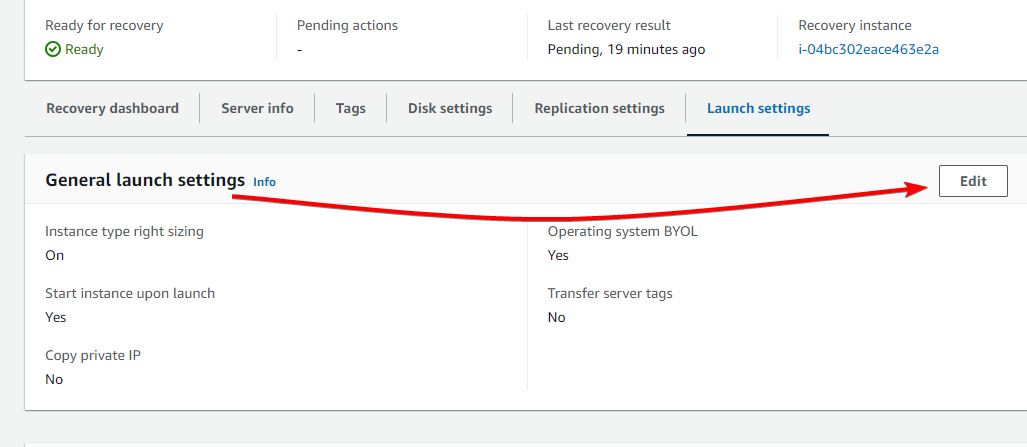 Ready for recovery
Pending actions
Last recovery result
Recovery instance
Ready
-
Pending, 19 minutes ago
i-04bc302eace463e2a
Recovery dashboard
Server info
Tags
Disk settings
Replication settings
Launch settings
General launch settings Info
Edit
Instance type right sizing
On
Operating system BYOL
Yes
Start instance upon launch
Yes
Transfer server tags
No
Copy private IP
No